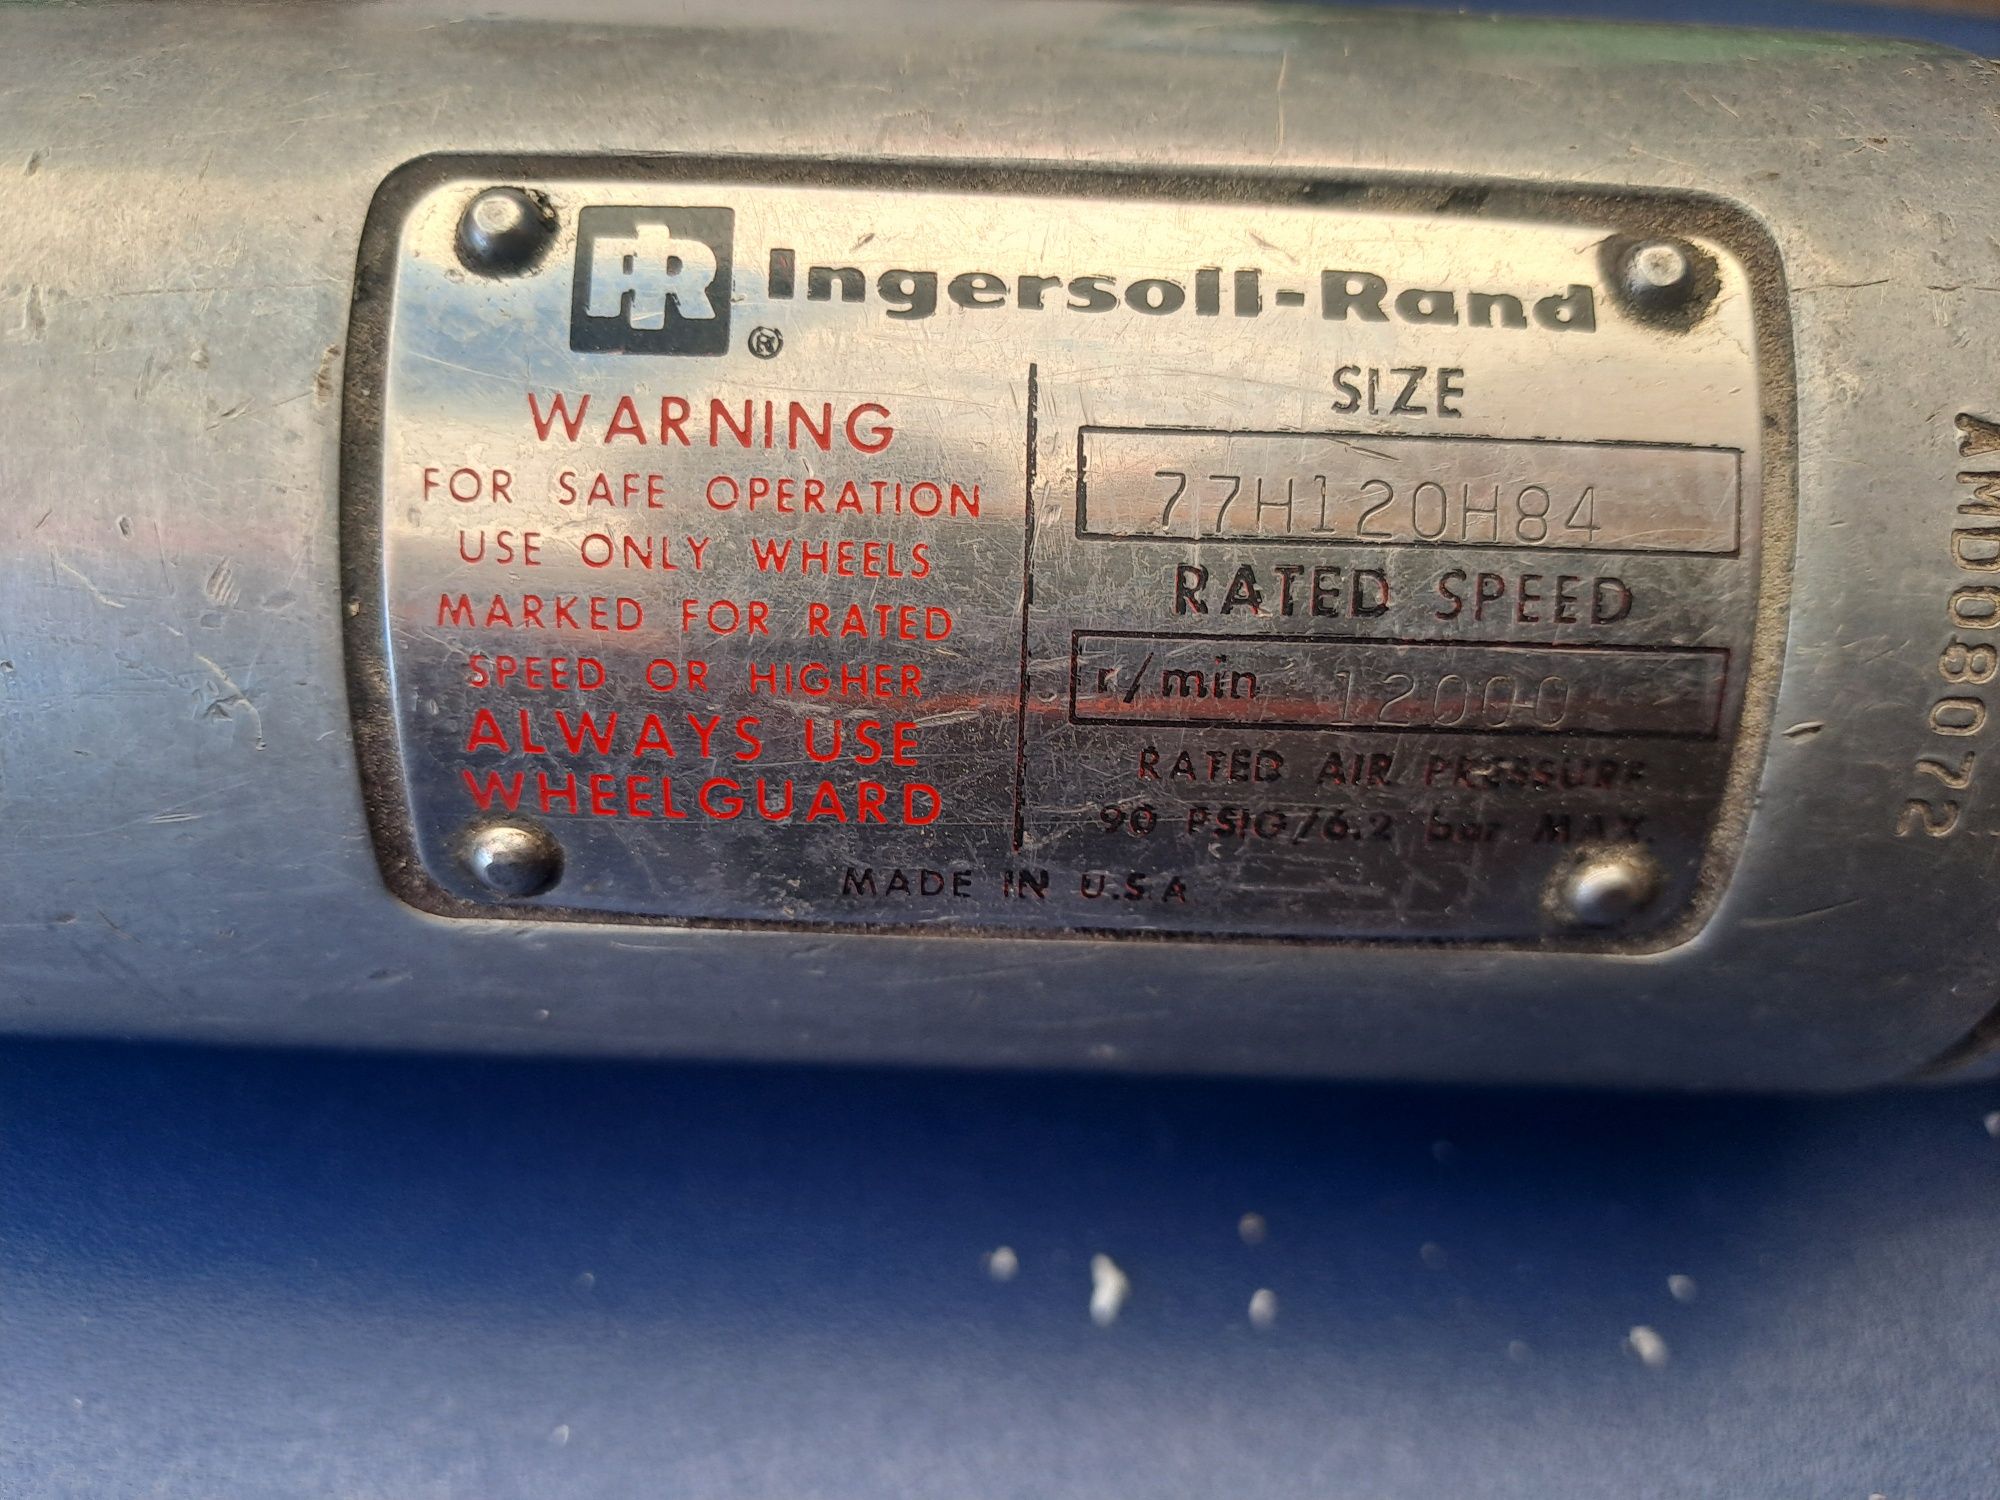 IR
® Ingersoll-Rand
WARNING
FOR SAFE OPERATION
USE ONLY WHEELS
MARKED FOR RATED
SPEED OR HIGHER
ALWAYS USE
WHEELGUARD
SIZE
77H120H84
RATED SPEED
r/min 12000
RATED AIR PRESSURE
90 PSIG/6.2 bar MAX.
MADE IN U.S.A.
AMD08072